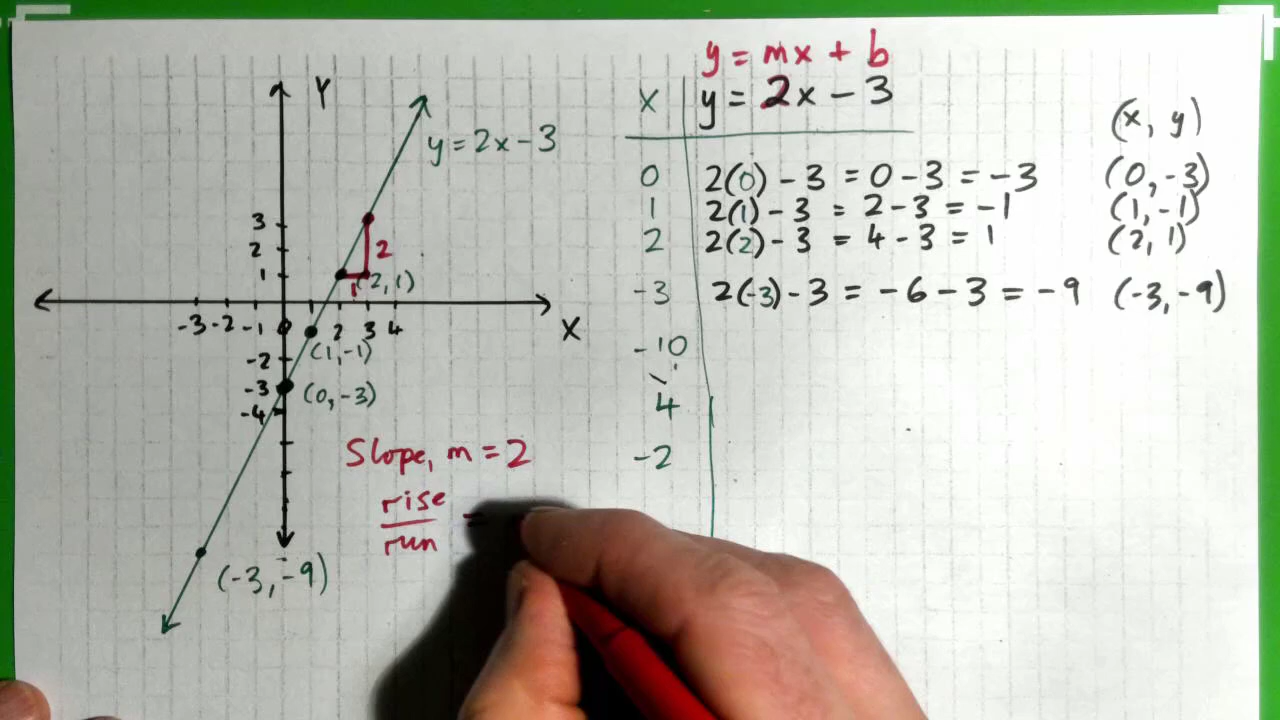 y = mx + b
x y = 2x - 3
(x, y)
0 2(0) - 3 = 0 - 3 = -3 (0, -3)
1 2(1) - 3 = 2 - 3 = -1 (1, -1)
2 2(2) - 3 = 4 - 3 = 1 (2, 1)
-3 2(-3) - 3 = -6 - 3 = -9 (-3, -9)
-10
4
-2
Y
y = 2x - 3
3
2
1
2
1
(2, 1)
-3 -2 -1 0 2 3 4
X
(1, -1)
-2
-3
(0, -3)
-4
Slope, m = 2
rise
run
=
(-3, -9)